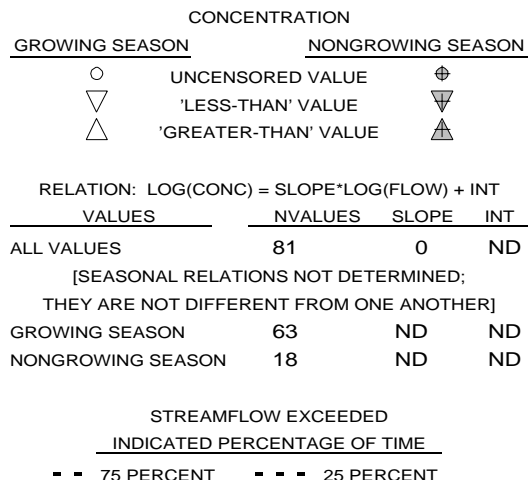 CONCENTRATION
GROWING SEASON NONGROWING SEASON
UNCENSORED VALUE
'LESS-THAN' VALUE
'GREATER-THAN' VALUE
RELATION: LOG(CONC) = SLOPE*LOG(FLOW) + INT
VALUES NVALUES SLOPE INT
ALL VALUES 81 0 ND
[SEASONAL RELATIONS NOT DETERMINED;
THEY ARE NOT DIFFERENT FROM ONE ANOTHER]
GROWING SEASON 63 ND ND
NONGROWING SEASON 18 ND ND
STREAMFLOW EXCEEDED
INDICATED PERCENTAGE OF TIME
75 PERCENT 25 PERCENT